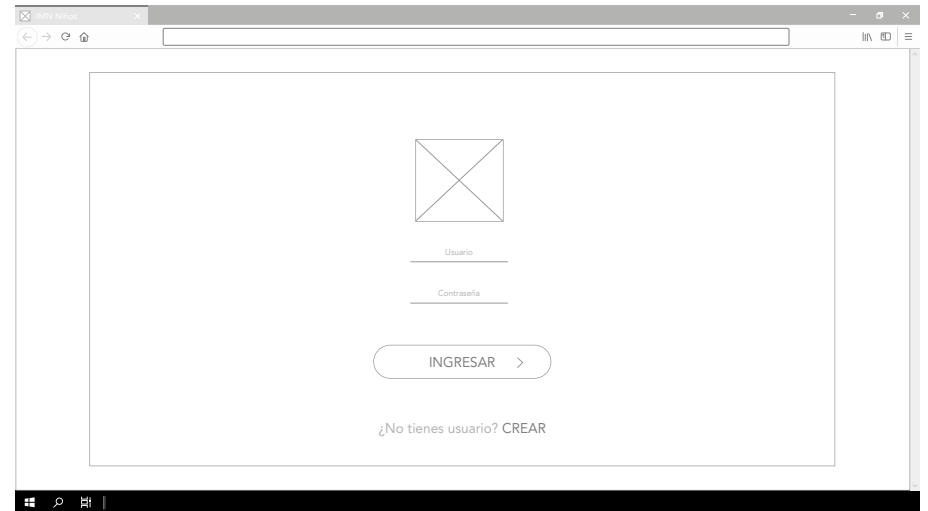 IMN Niños
Usuario
Contraseña
INGRESAR
¿No tienes usuario? CREAR